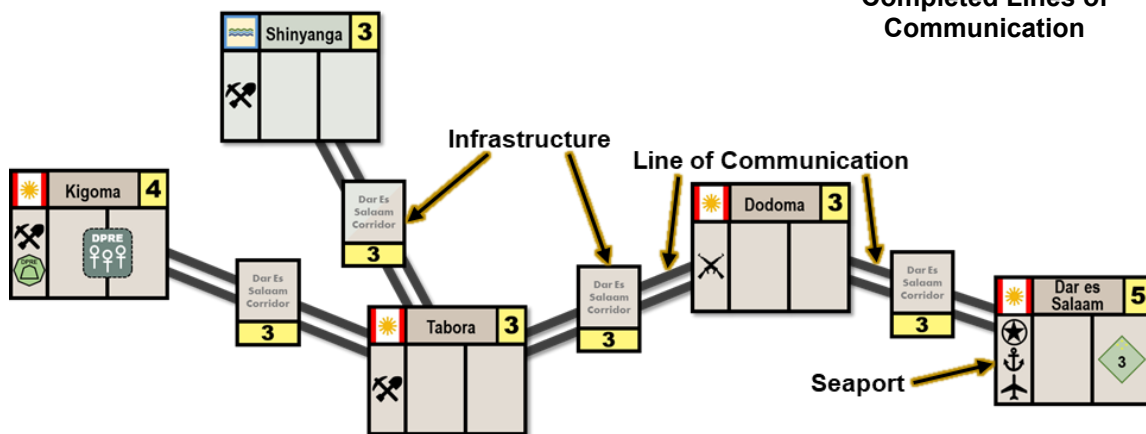 Completed Lines of
Communication
Shinyanga 3
Infrastructure
Line of Communication
Kigoma 4
DPRE
DPRE
Dar Es
Salaam
Corridor
3
Dodoma 3
Dar Es
Salaam
Corridor
3
Dar Es
Salaam
Corridor
3
Dar Es
Salaam
Corridor
3
Tabora 3
Dar es
Salaam 5
3
Seaport